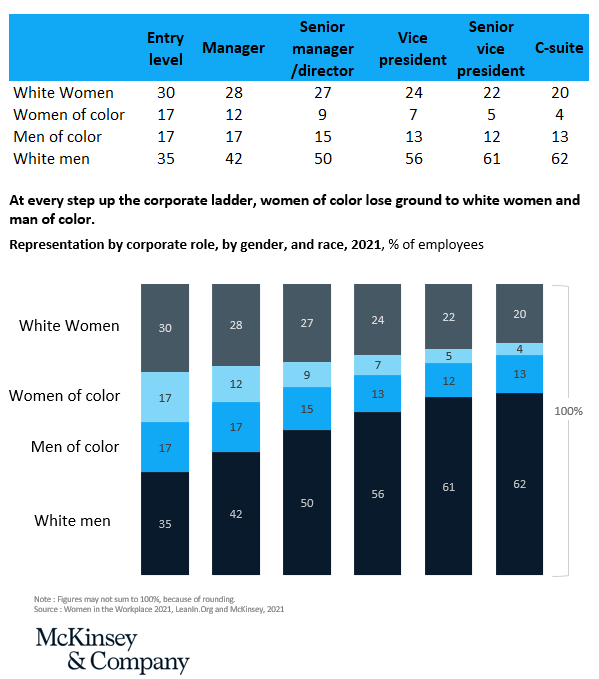 Entry level Manager Senior manager /director Vice president Senior vice president C-suite
White Women 30 28 27 24 22 20
Women of color 17 12 9 7 5 4
Men of color 17 17 15 13 12 13
White men 35 42 50 56 61 62
At every step up the corporate ladder, women of color lose ground to white women and
man of color.
Representation by corporate role, by gender, and race, 2021, % of employees
White Women 30 28 27 24 22 20
Women of color 17 12 9 7 5 4
Men of color 17 17 15 13 12 13
100%
White men 35 42 50 56 61 62
Note : Figures may not sum to 100%, because of rounding.
Source : Women in the Workplace 2021, LeanIn.Org and McKinsey, 2021
McKinsey
& Company